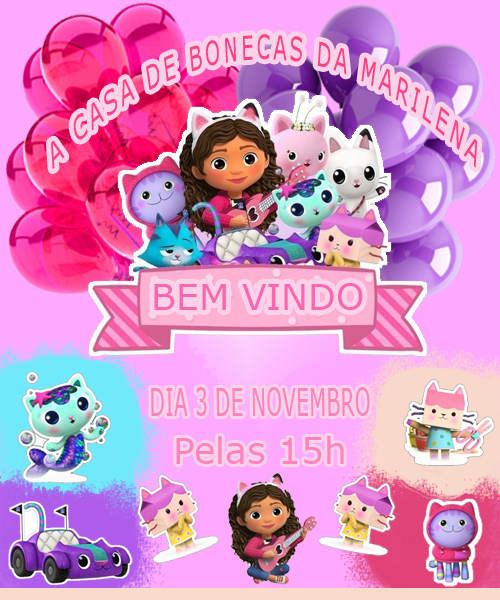 A CASA DE BONECAS DA MARILENA
BEM VINDO
DIA 3 DE NOVEMBRO
Pelas 15h